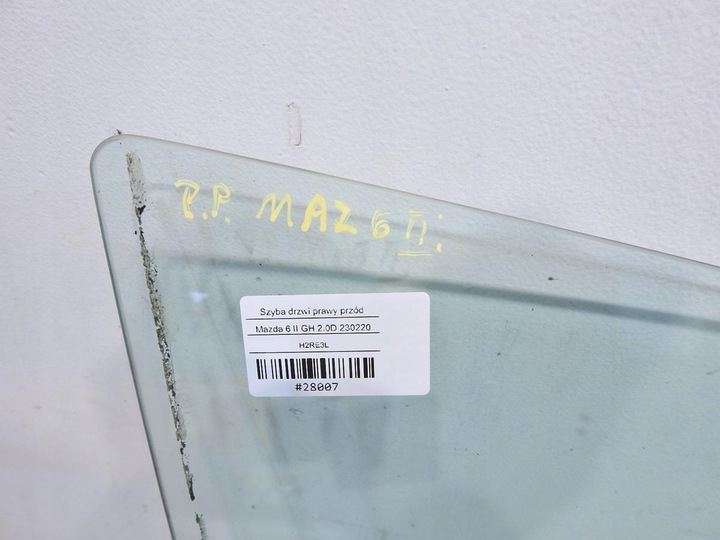 P.P. MAZ 6 II
Szyba drzwi prawy przód
Mazda 6 II GH 2.0D 230220
H2RE3L
#28007